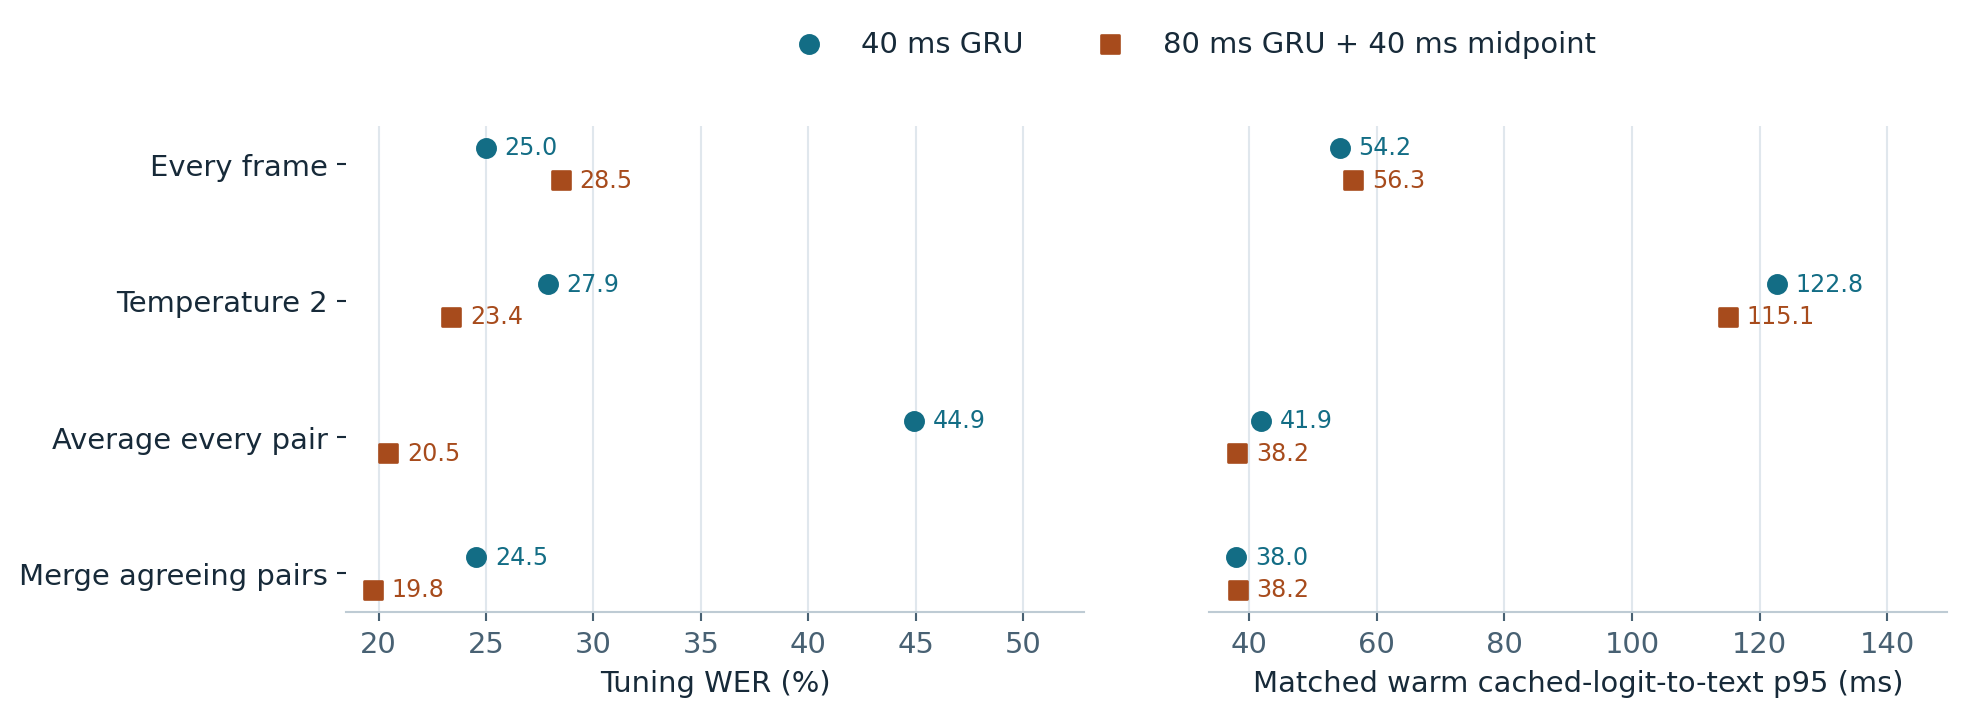 40 ms GRU 80 ms GRU + 40 ms midpoint
Every frame 25.0 54.2
28.5 56.3
Temperature 2 27.9 122.8
23.4 115.1
Average every pair 44.9 41.9
20.5 38.2
Merge agreeing pairs 24.5 38.0
19.8 38.2
20 25 30 35 40 45 50 40 60 80 100 120 140
Tuning WER (%) Matched warm cached-logit-to-text p95 (ms)